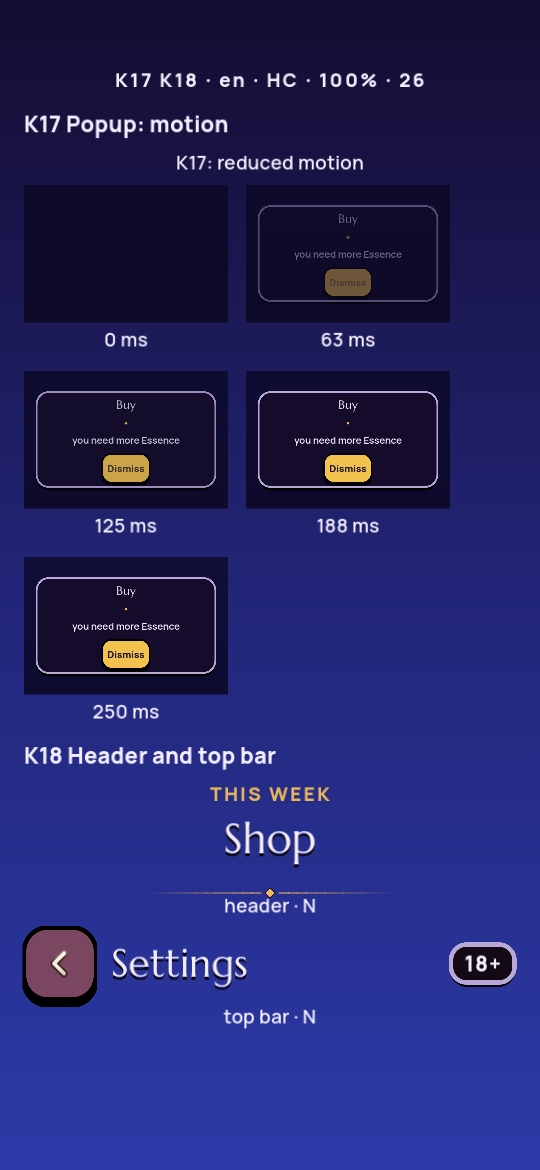 K17 K18 · en · HC · 100% · 26
K17 Popup: motion
K17: reduced motion
Buy
you need more Essence
Dismiss
0 ms
63 ms
Buy
you need more Essence
Dismiss
Buy
you need more Essence
Dismiss
125 ms
188 ms
Buy
you need more Essence
Dismiss
250 ms
K18 Header and top bar
THIS WEEK
Shop
header · N
Settings
18+
top bar · N